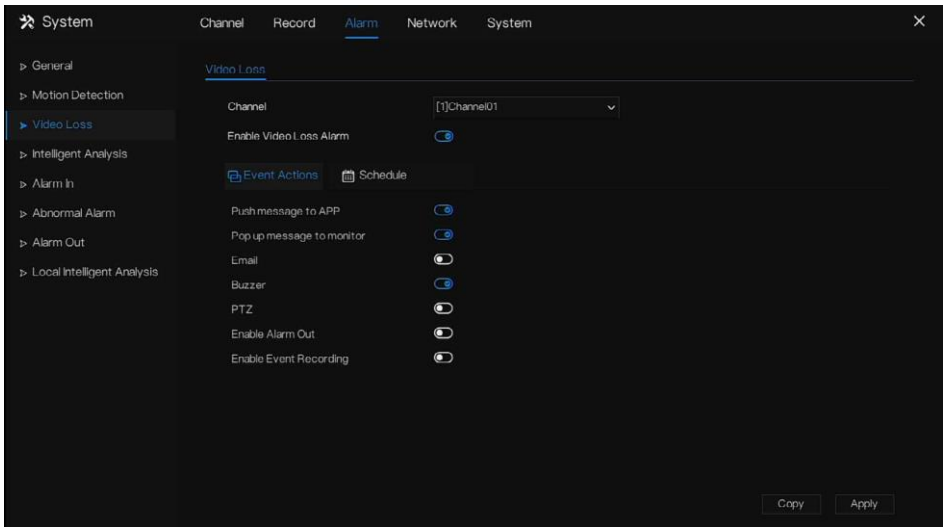 System
Channel Record Alarm Network System
General
Motion Detection
Video Loss
Intelligent Analysis
Alarm In
Abnormal Alarm
Alarm Out
Local Intelligent Analysis
Video Loss
Channel [1]Channel01
Enable Video Loss Alarm
Event Actions Schedule
Push message to APP
Pop up message to monitor
Email
Buzzer
PTZ
Enable Alarm Out
Enable Event Recording
Copy Apply